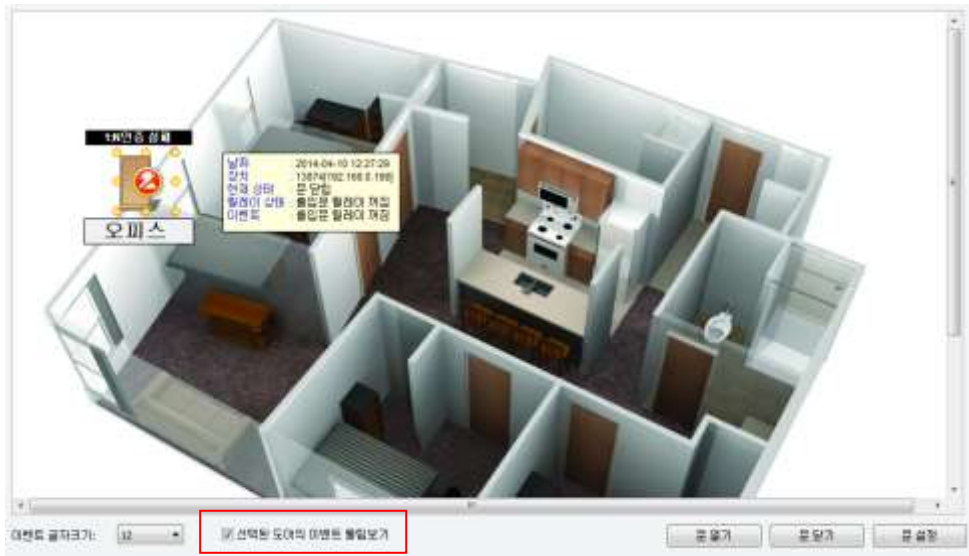 1:N인증 실패
오피스
날짜 : 2014-04-10 12:27:29
장치 : 13874[192.168.0.198]
현재 상태 : 문 닫힘
릴레이 상태 : 출입문 릴레이 꺼짐
이벤트 : 출입문 릴레이 꺼짐
이벤트 글자크기: 12
선택된 도어의 이벤트 풀팁보기
문 열기
문 닫기
문 설정